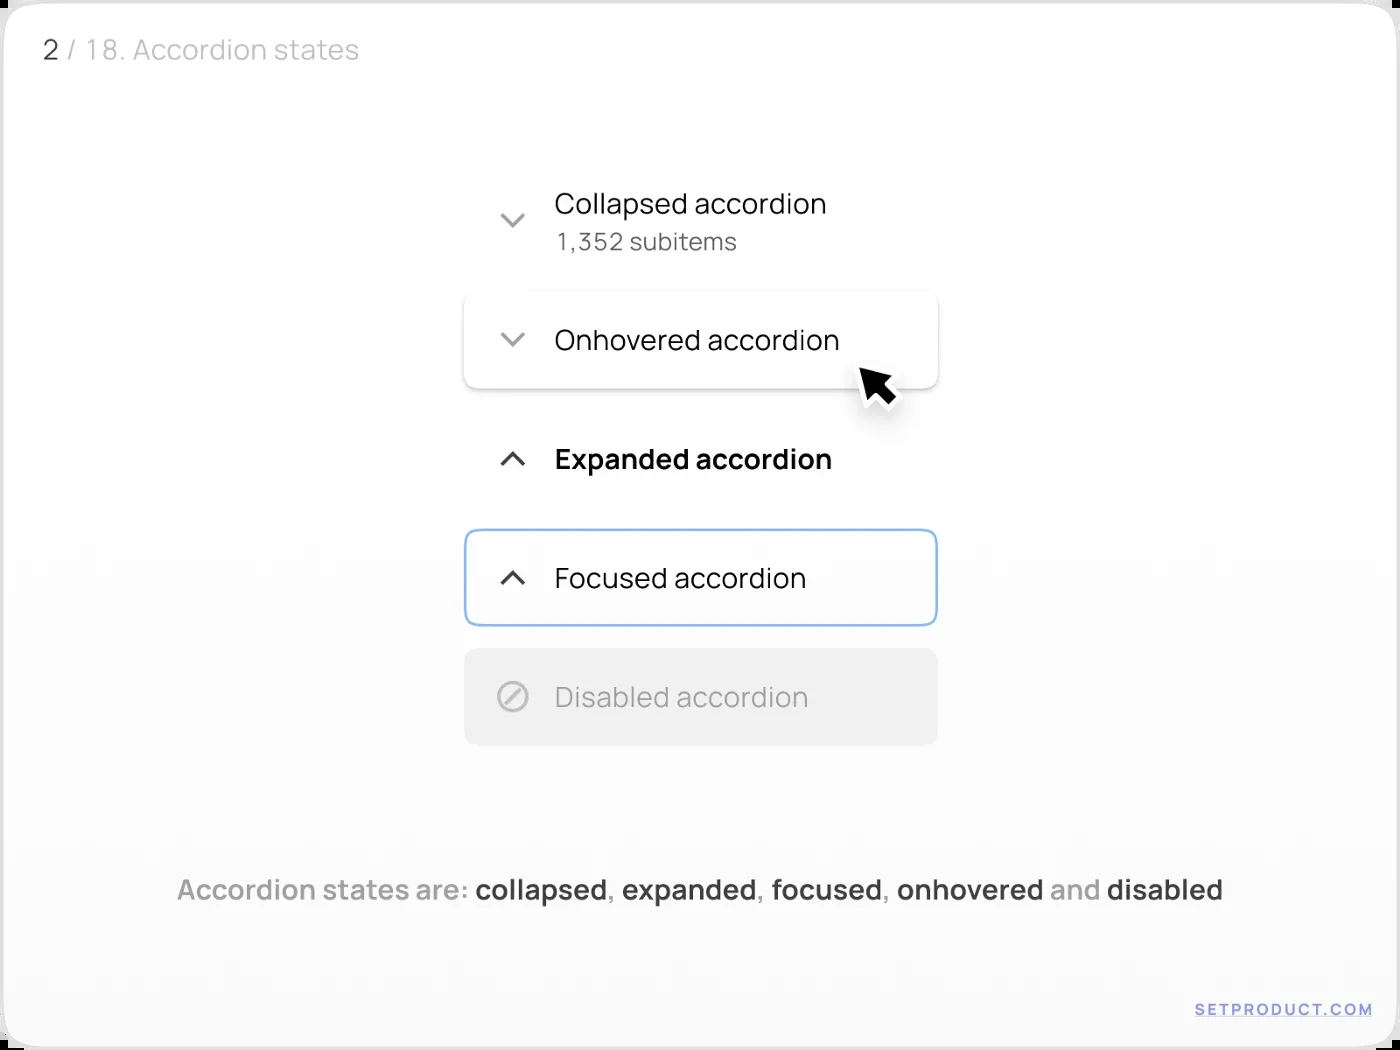 2 / 18. Accordion states
Collapsed accordion
1,352 subitems
Onhovered accordion
Expanded accordion
Focused accordion
Disabled accordion
Accordion states are: collapsed, expanded, focused, onhovered and disabled
SETPRODUCT.COM